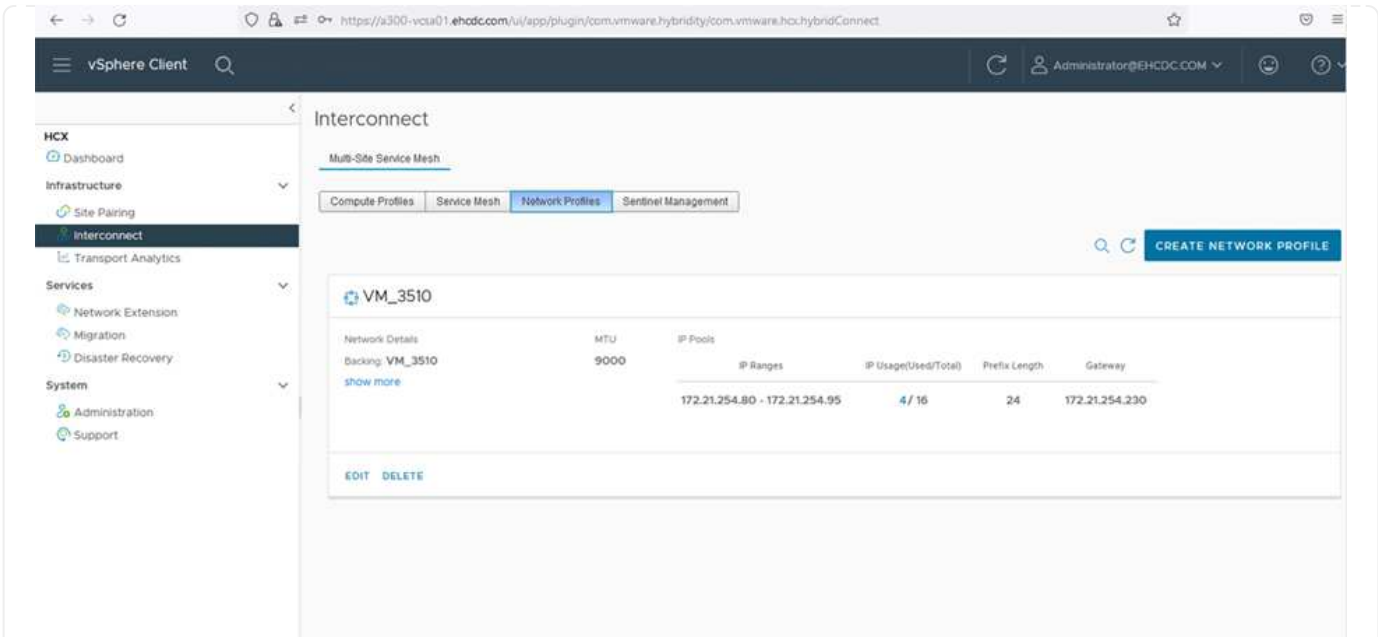 https://a300-vcsa01.ehcdc.com/ui/app/plugin/com.vmware.hybridity/com.vmware.hcx.hybridConnect
vSphere Client
Administrator@EHCDC.COM
HCX
Dashboard
Infrastructure
Site Pairing
Interconnect
Transport Analytics
Services
Network Extension
Migration
Disaster Recovery
System
Administration
Support
Interconnect
Multi-Site Service Mesh
Compute Profiles Service Mesh Network Profiles Sentinel Management
CREATE NETWORK PROFILE
VM_3510
Network Details MTU IP Pools
Backing: VM_3510 9000 IP Ranges IP Usage(Used/Total) Prefix Length Gateway
show more
172.21.254.80 - 172.21.254.95 4/ 16 24 172.21.254.230
EDIT DELETE